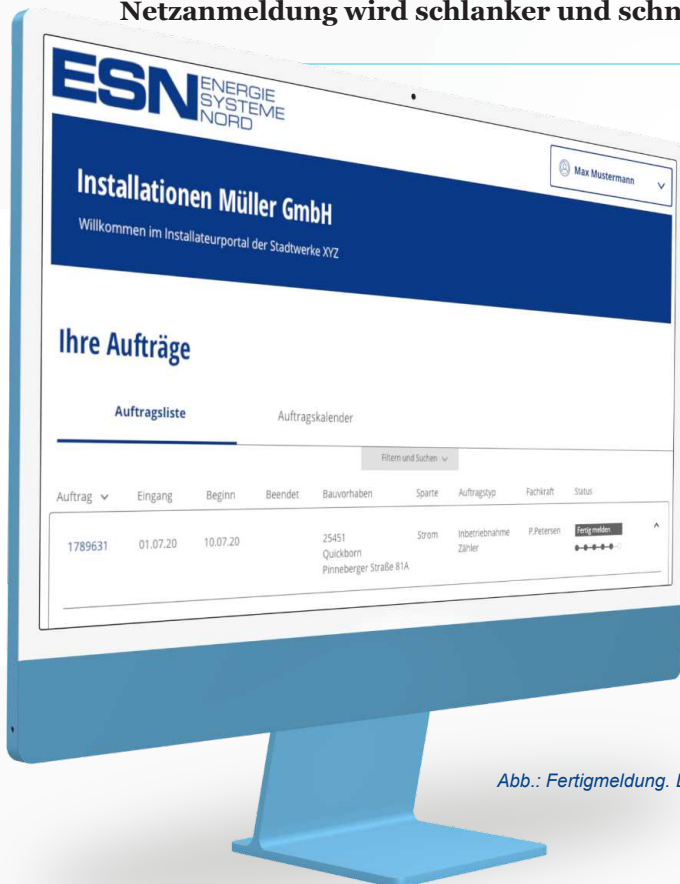 Netzanmeldung wird schlanker und schn
ESN ENERGIE
SYSTEME
NORD
Max Mustermann
Installationen Müller GmbH
Willkommen im Installateurportal der Stadtwerke XYZ
Ihre Aufträge
Auftragsliste
Auftragskalender
Filtern und Suchen
Auftrag Eingang Beginn Beendet Bauvorhaben Sparte Auftragstyp Fachkraft Status
1789631 01.07.20 10.07.20 25451 Strom Inbetriebnahme P.Petersen Fertig melden
Quickborn Zähler
Pinneberger Straße 81A
Abb.: Fertigmeldung.